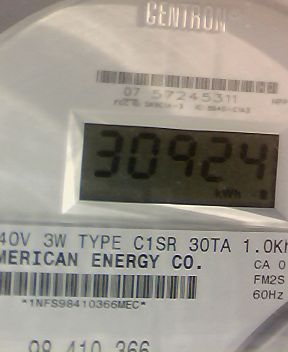 CENTRON
07 57245311
30924
kWh
40V 3W TYPE C1SR 30TA 1.0K
MERICAN ENERGY CO.
CA 0
FM2S
60Hz
*1NFS98410366MEC*
98 410 366